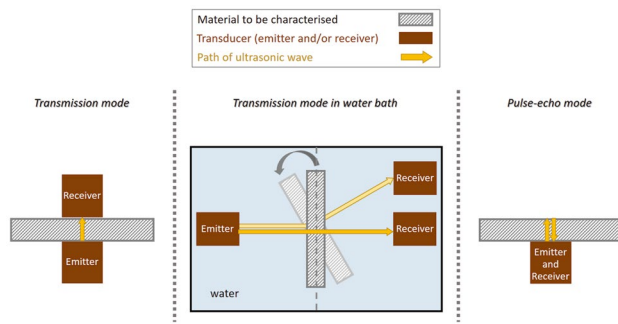 Material to be characterised
Transducer (emitter and/or receiver)
Path of ultrasonic wave
Transmission mode
Transmission mode in water bath
Pulse-echo mode
Receiver
Emitter
Receiver
Emitter
Receiver
water
Emitter
and
Receiver